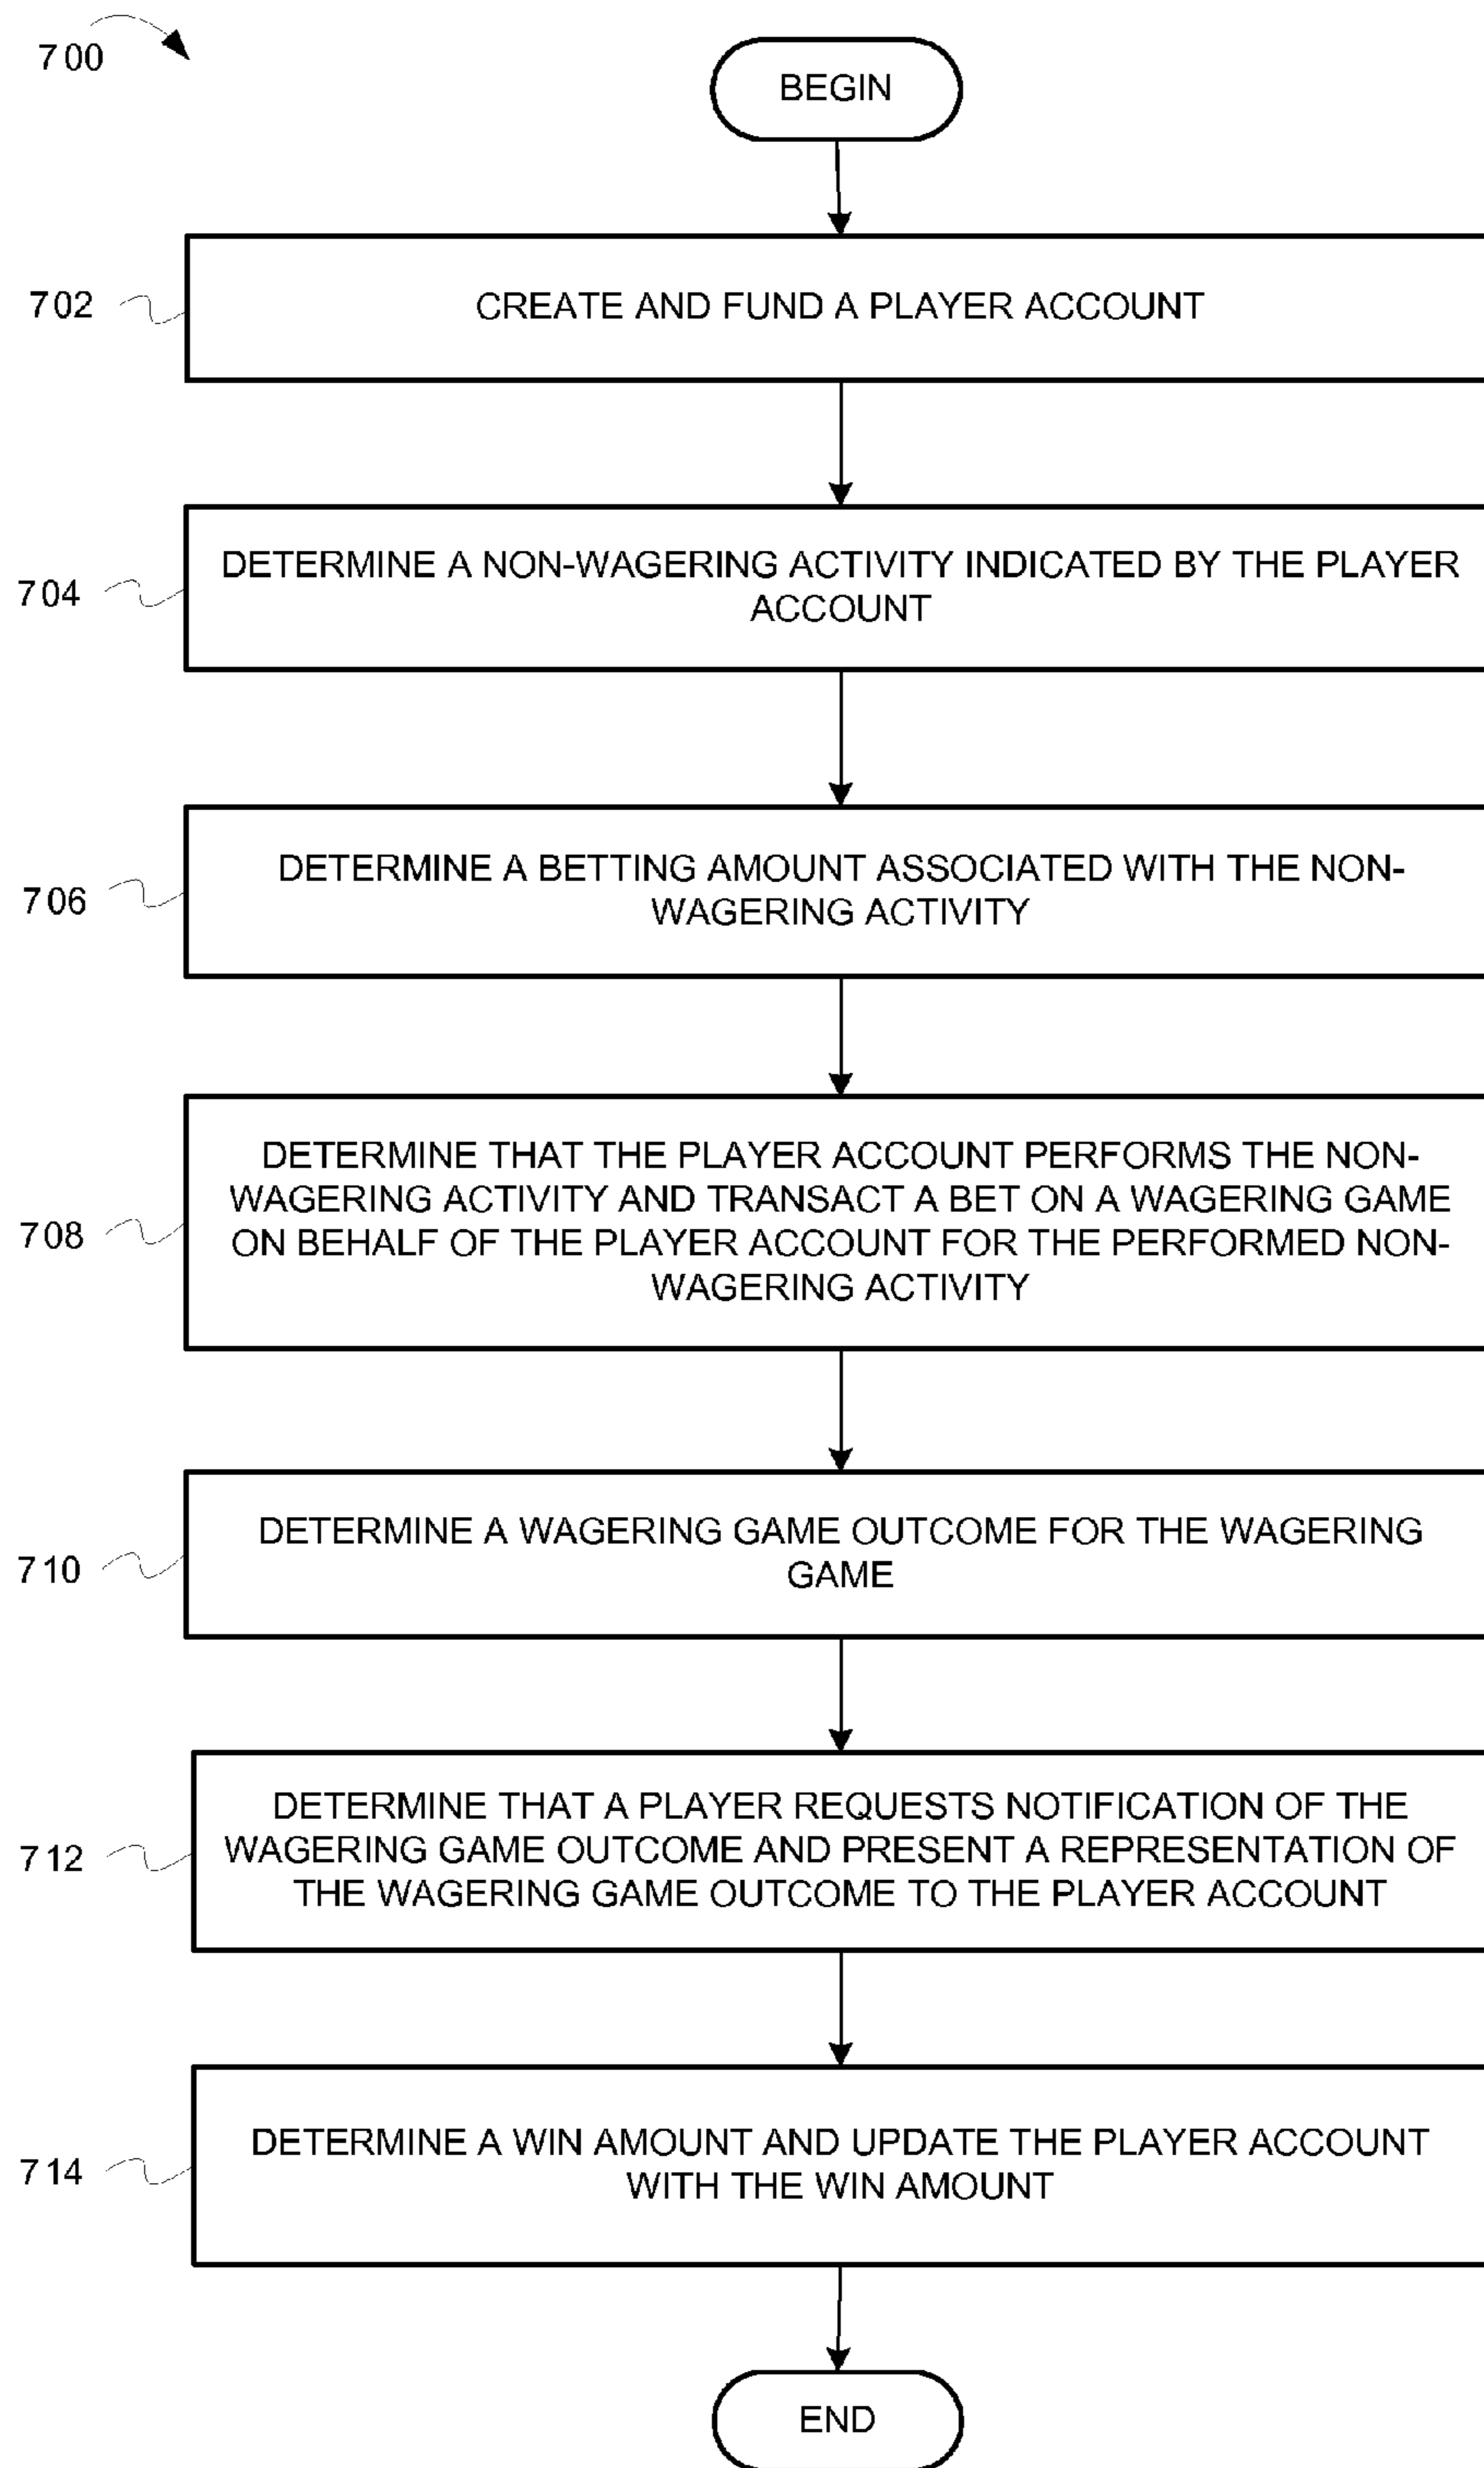 700
BEGIN
702
CREATE AND FUND A PLAYER ACCOUNT
704
DETERMINE A NON-WAGERING ACTIVITY INDICATED BY THE PLAYER
ACCOUNT
706
DETERMINE A BETTING AMOUNT ASSOCIATED WITH THE NON-
WAGERING ACTIVITY
708
DETERMINE THAT THE PLAYER ACCOUNT PERFORMS THE NON-
WAGERING ACTIVITY AND TRANSACT A BET ON A WAGERING GAME
ON BEHALF OF THE PLAYER ACCOUNT FOR THE PERFORMED NON-
WAGERING ACTIVITY
710
DETERMINE A WAGERING GAME OUTCOME FOR THE WAGERING
GAME
712
DETERMINE THAT A PLAYER REQUESTS NOTIFICATION OF THE
WAGERING GAME OUTCOME AND PRESENT A REPRESENTATION OF
THE WAGERING GAME OUTCOME TO THE PLAYER ACCOUNT
714
DETERMINE A WIN AMOUNT AND UPDATE THE PLAYER ACCOUNT
WITH THE WIN AMOUNT
END